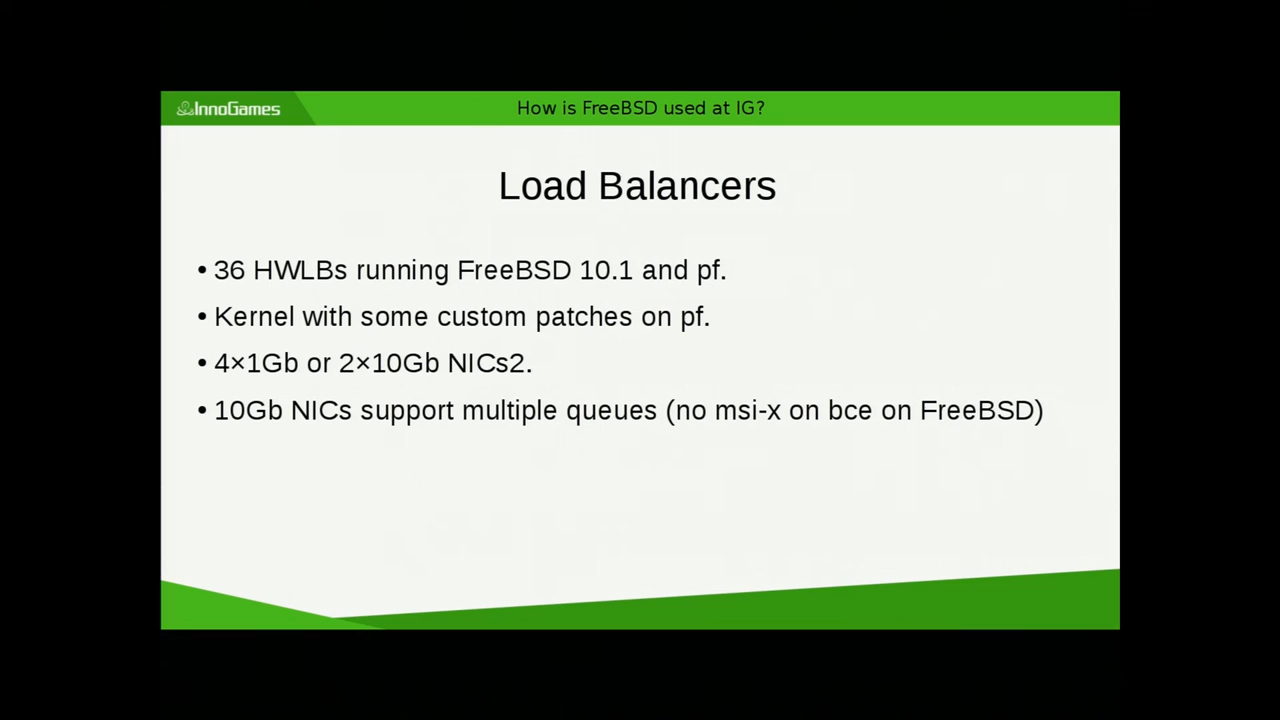 InnoGames
How is FreeBSD used at IG?
Load Balancers
• 36 HWLBs running FreeBSD 10.1 and pf.
• Kernel with some custom patches on pf.
• 4×1Gb or 2×10Gb NICs2.
• 10Gb NICs support multiple queues (no msi-x on bce on FreeBSD)